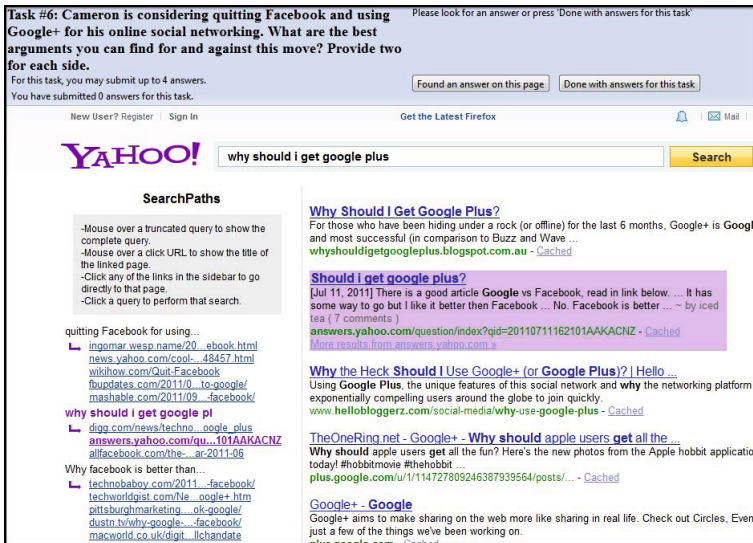 Task #6: Cameron is considering quitting Facebook and using
Google+ for his online social networking. What are the best
arguments you can find for and against this move? Provide two
for each side.
For this task, you may submit up to 4 answers.
You have submitted 0 answers for this task.
Please look for an answer or press 'Done with answers for this task'
Found an answer on this page
Done with answers for this task
New User? Register
Sign In
Get the Latest Firefox
Mail
YAHOO!
why should i get google plus
Search
SearchPaths
-Mouse over a truncated query to show the
complete query.
-Mouse over a click URL to show the title of
the linked page.
-Click any of the links in the sidebar to go
directly to that page.
-Click a query to perform that search.
quitting Facebook for using...
ingomar.wesp.name/20...ebook.html
news.yahoo.com/cool-...48457.html
wikihow.com/Quit-Facebook
fbupdates.com/2011/0...to-google/
mashable.com/2011/09...-facebook/
why should i get google pl
digg.com/news/techno...oogle_plus
answers.yahoo.com/qu...101AAKACNZ
allfacebook.com/the-...ar-2011-06
Why facebook is better than...
technobaboy.com/2011...-facebook/
techworldgist.com/Ne...oogle+.htm
pittsburghmarketing....ok-google/
dustn.tv/why-google-...-facebook/
macworld.co.uk/digit...llchandate
Why Should I Get Google Plus?
For those who have been hiding under a rock (or offline) for the last 6 months, Google+ is Googl
and most successful (in comparison to Buzz and Wave ...
whyshouldigetgoogleplus.blogspot.com.au - Cached
Should i get google plus?
[Jul 11, 2011] There is a good article Google vs Facebook, read in link below. ... It has
some way to go but I like it better then Facebook ... No. Facebook is better ... ~ by iced
tea ( 7 comments )
answers.yahoo.com/question/index?qid=20110711162101AAKACNZ - Cached
More results from answers.yahoo.com »
Why the Heck Should I Use Google+ (or Google Plus)? | Hello ...
Using Google Plus, the unique features of this social network and why the networking platform
exponentially compelling users around the globe to join quickly.
www.hellobloggerz.com/social-media/why-use-google-plus - Cached
TheOneRing.net - Google+ - Why should apple users get all the ...
Why should apple users get all the fun? Here's the new photos from the Apple hobbit applicatio
today! #hobbitmovie #thehobbit ...
plus.google.com/u/1/114727809246387939564/posts/... - Cached
Google+ - Google
Google+ aims to make sharing on the web more like sharing in real life. Check out Circles, Even
just a few of the things we've been working on.
plus.google.com - Cached